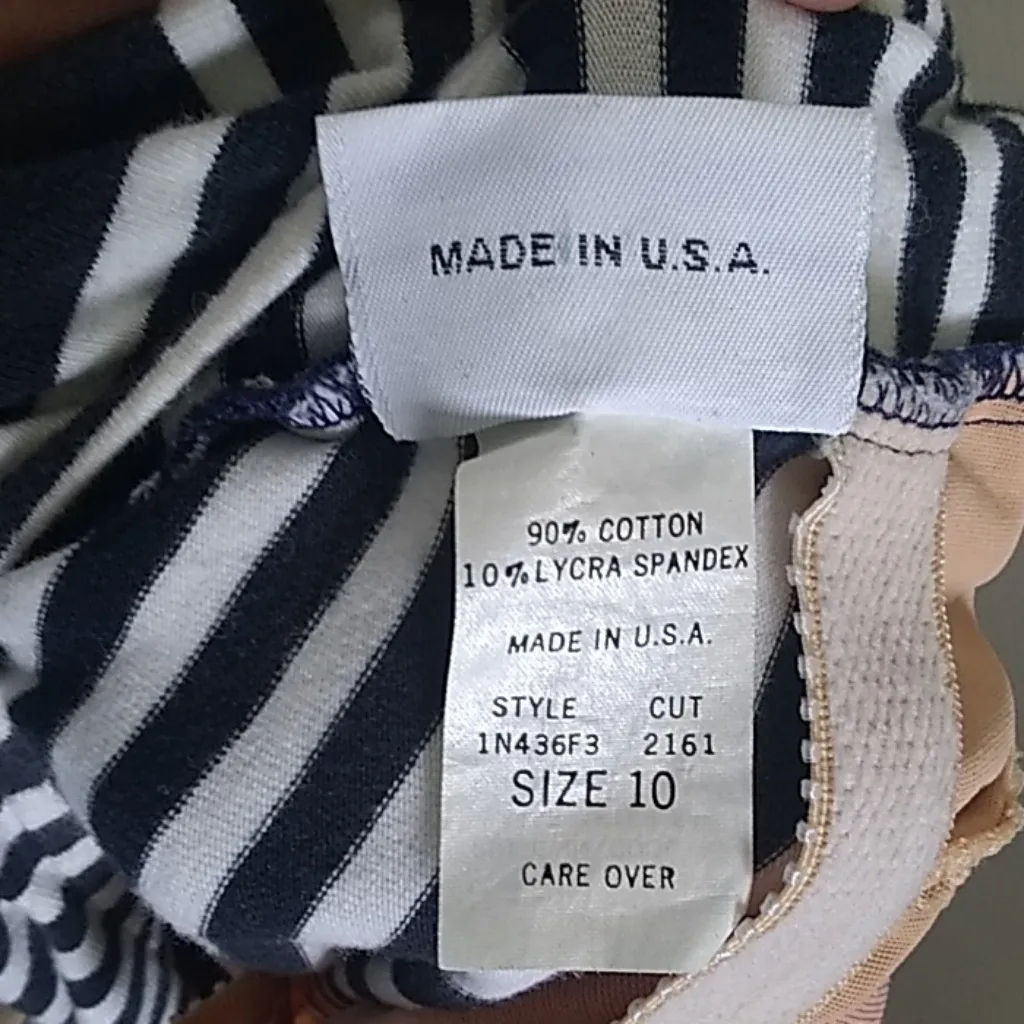 MADE IN U.S.A.
90% COTTON
10% LYCRA SPANDEX
MADE IN U.S.A.
STYLE CUT
1N436F3 2161
SIZE 10
CARE OVER